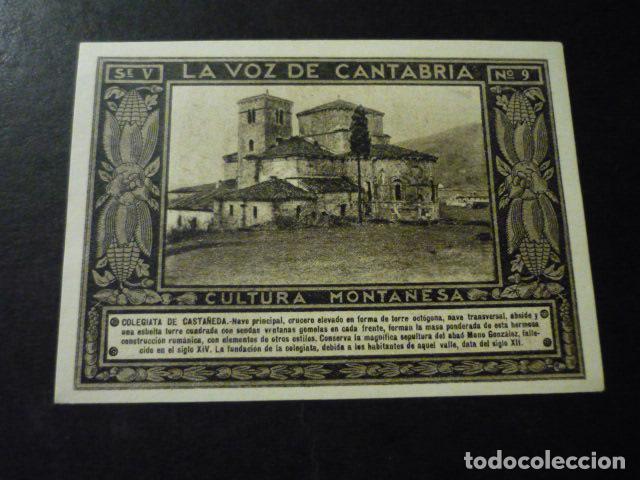 SE V
LA VOZ DE CANTABRIA
No 9
CULTURA MONTAÑESA
COLEGIATA DE CASTAÑEDA.-Nave principal, crucero elevado en forma de torre octógona, nave transversal, abside y
una esbelta torre cuadrada con sendas vretanas gemelas en cada frente, forman la masa ponderada de esta hermosa
construcción románica, con elementos de otros estilos. Conserva la magnífica sepultura del abad Mono González, falle-
cido en el siglo XIV. La fundación de la colegiata, debida a los habitantes de aquel valle, data del siglo XII.
todocoleccion.net